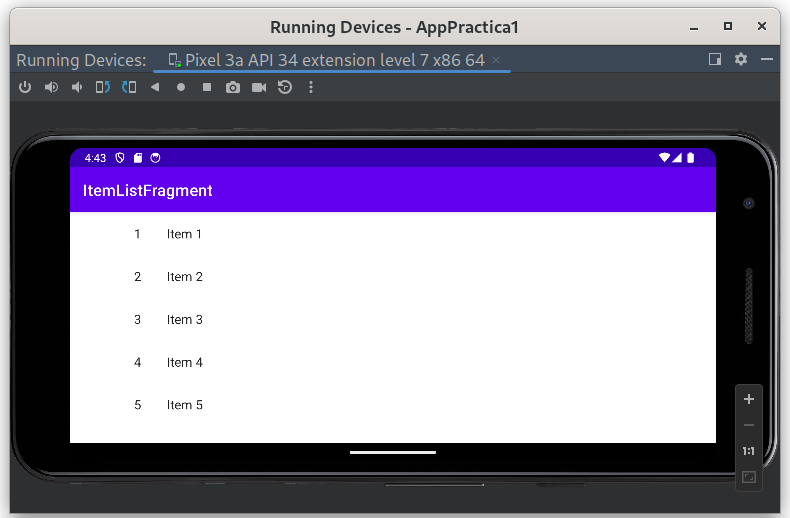 Running Devices - AppPractica1
Running Devices: Pixel 3a API 34 extension level 7 x86 64
4:43
ItemListFragment
1 Item 1
2 Item 2
3 Item 3
4 Item 4
5 Item 5
1:1